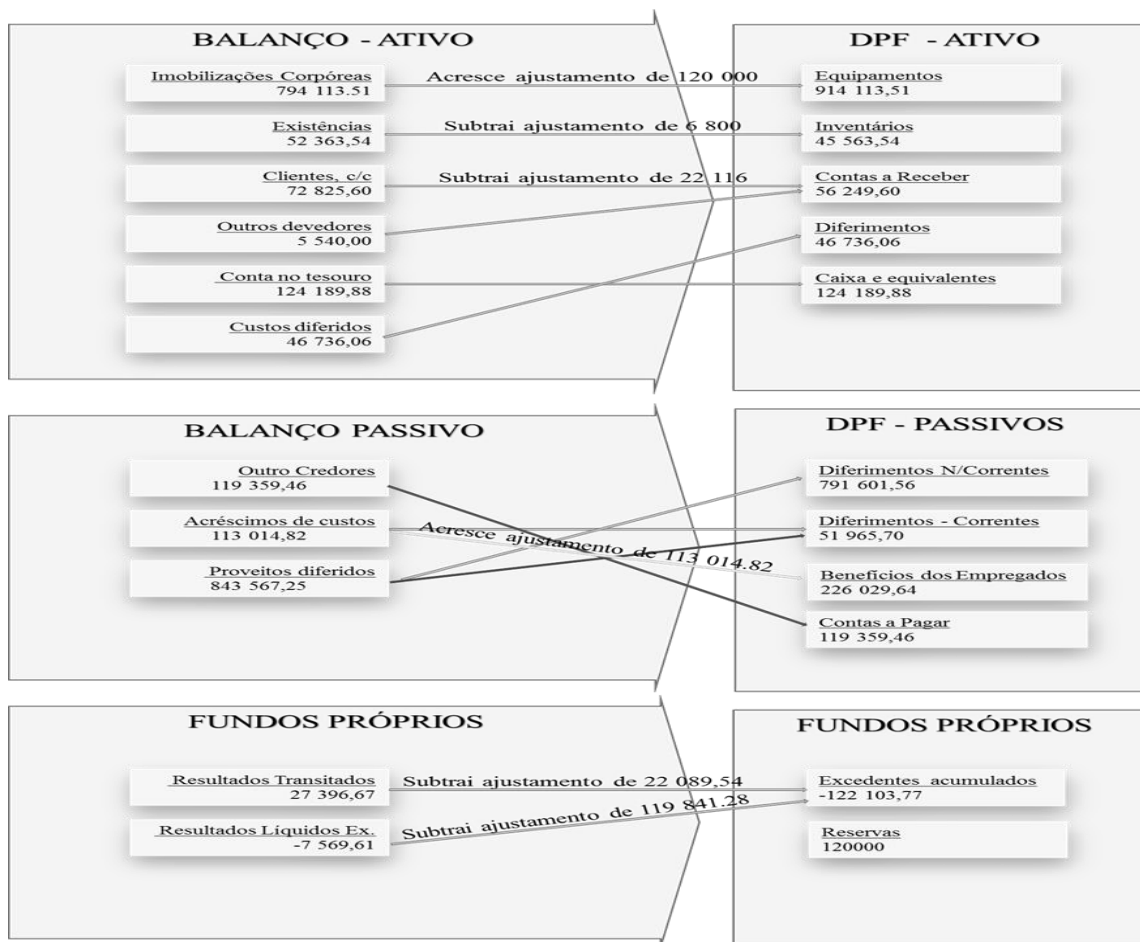 BALANÇO - ATIVO
Imobilizações Corpóreas
794 113.51
Existências
52 363,54
Clientes, c/c
72 825,60
Outros devedores
5 540,00
Conta no tesouro
124 189,88
Custos diferidos
46 736,06
Acresce ajustamento de 120 000
Subtrai ajustamento de 6 800
Subtrai ajustamento de 22 116
DPF - ATIVO
Equipamentos
914 113,51
Inventários
45 563,54
Contas a Receber
56 249,60
Diferimentos
46 736,06
Caixa e equivalentes
124 189,88
BALANÇO PASSIVO
Outro Credores
119 359,46
Acréscimos de custos
113 014,82
Proveitos diferidos
843 567,25
Acresce ajustamento de 113 014.82
DPF - PASSIVOS
Diferimentos N/Correntes
791 601,56
Diferimentos - Correntes
51 965,70
Benefícios dos Empregados
226 029,64
Contas a Pagar
119 359,46
FUNDOS PRÓPRIOS
Resultados Transitados
27 396,67
Resultados Líquidos Ex.
-7 569,61
Subtrai ajustamento de 22 089,54
Subtrai ajustamento de 119 841.28
FUNDOS PRÓPRIOS
Excedentes acumulados
-122 103,77
Reservas
120000